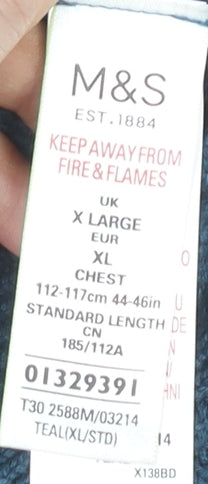 M&S
EST. 1884
KEEP AWAY FROM
FIRE & FLAMES
UK
X LARGE
EUR
XL
CHEST
112-117cm 44-46in
STANDARD LENGTH
CN
185/112A
01329391
T30 2588M/03214
TEAL(XL/STD)
X138BD